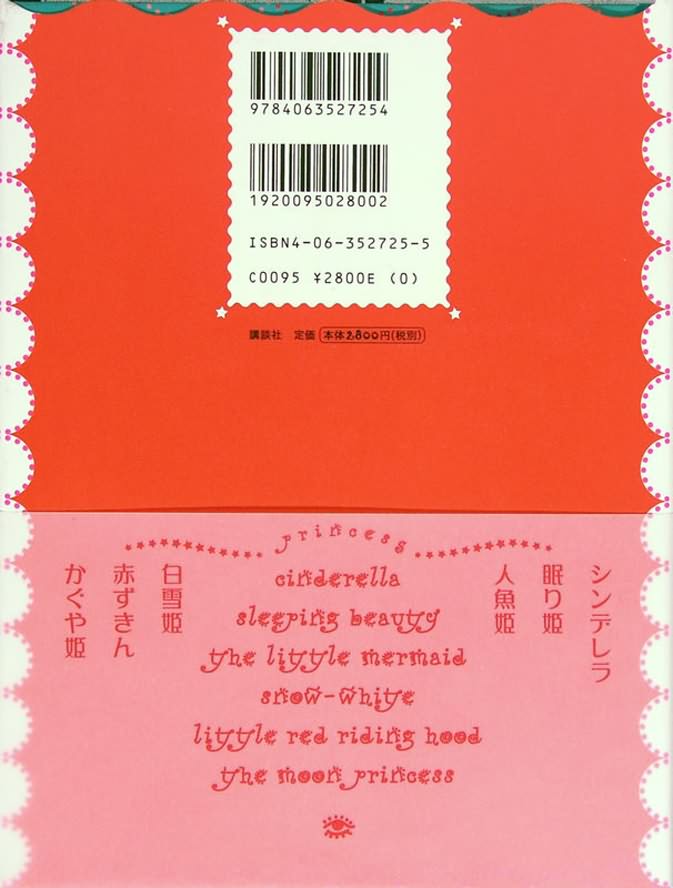 9784063527254
1920095028002
ISBN4-06-352725-5
C0095 ¥2800E (0)
講談社 定価 本体2,800円(税別)
princess
シンデレラ
眠り姫
人魚姫
cinderella
sleeping beauty
the little mermaid
snow-white
little red riding hood
the moon princess
白雪姫
赤ずきん
かぐや姫